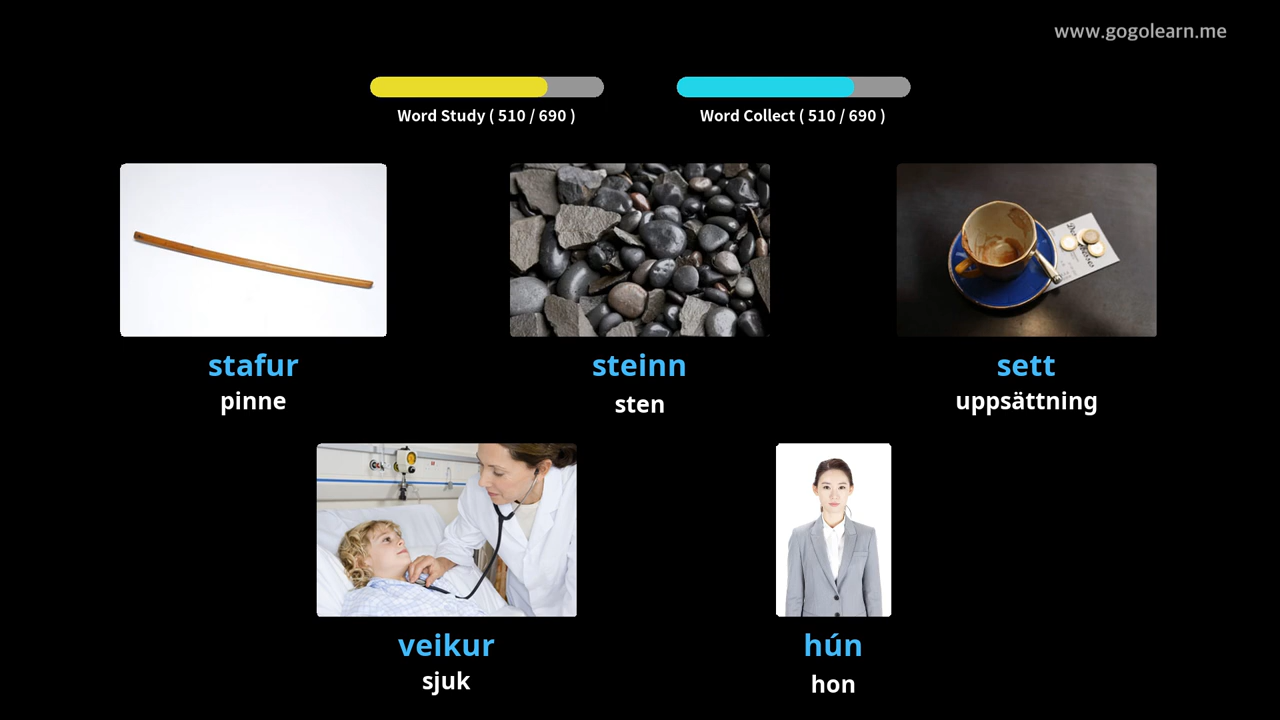 www.gogolearn.me
Word Study ( 510 / 690 )
Word Collect ( 510 / 690 )
stafur
pinne
steinn
sten
sett
uppsättning
veikur
sjuk
hún
hon